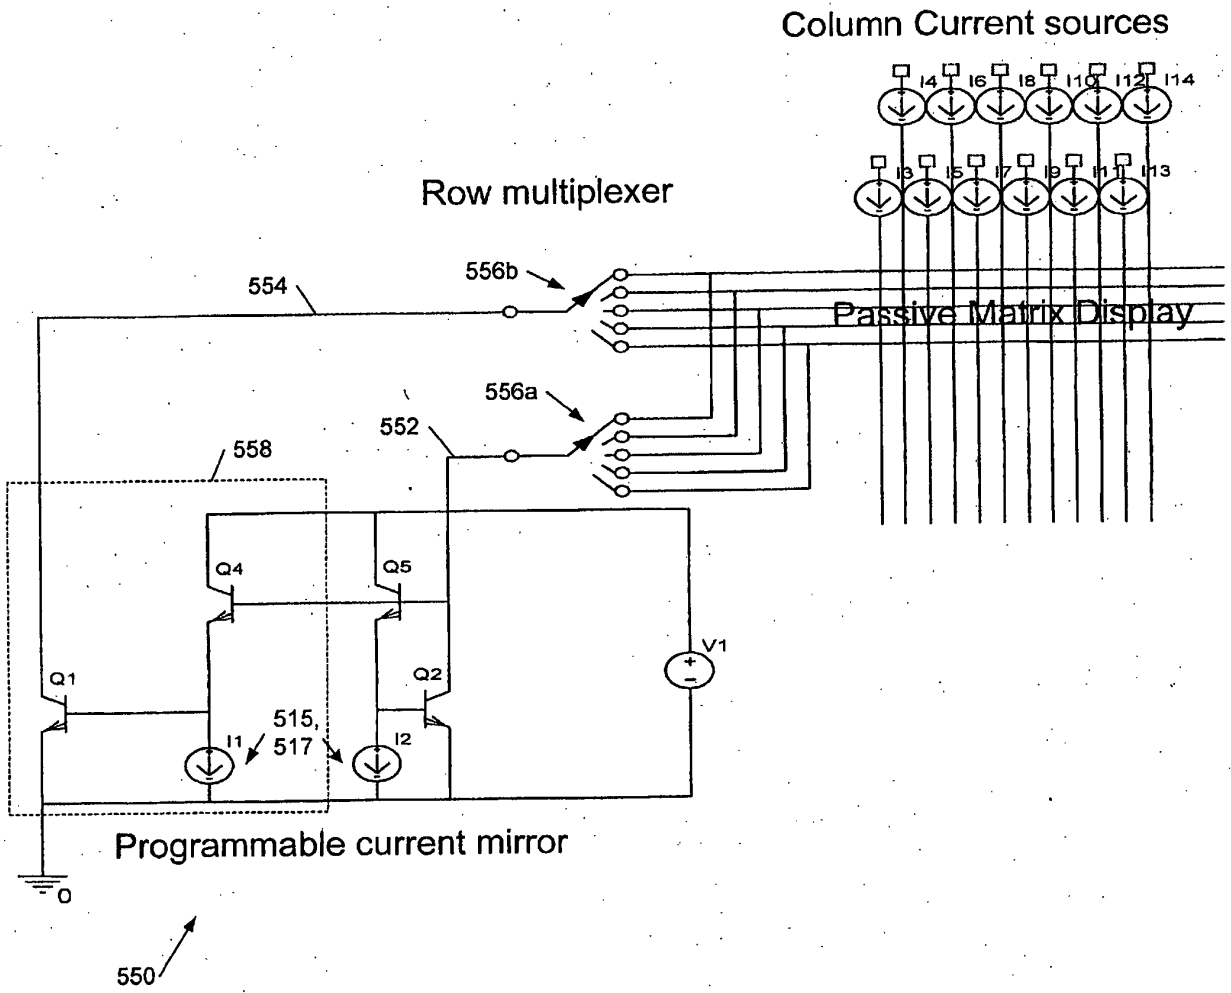 Column Current sources
I4 I6 I8 I10 I12 I14
I3 I5 I7 I9 I11 I13
Row multiplexer
556b
554
Passive Matrix Display
556a
552
558
Q4 Q5
V1
+
−
Q1 Q2
515,
517
I1 I2
Programmable current mirror
0
550